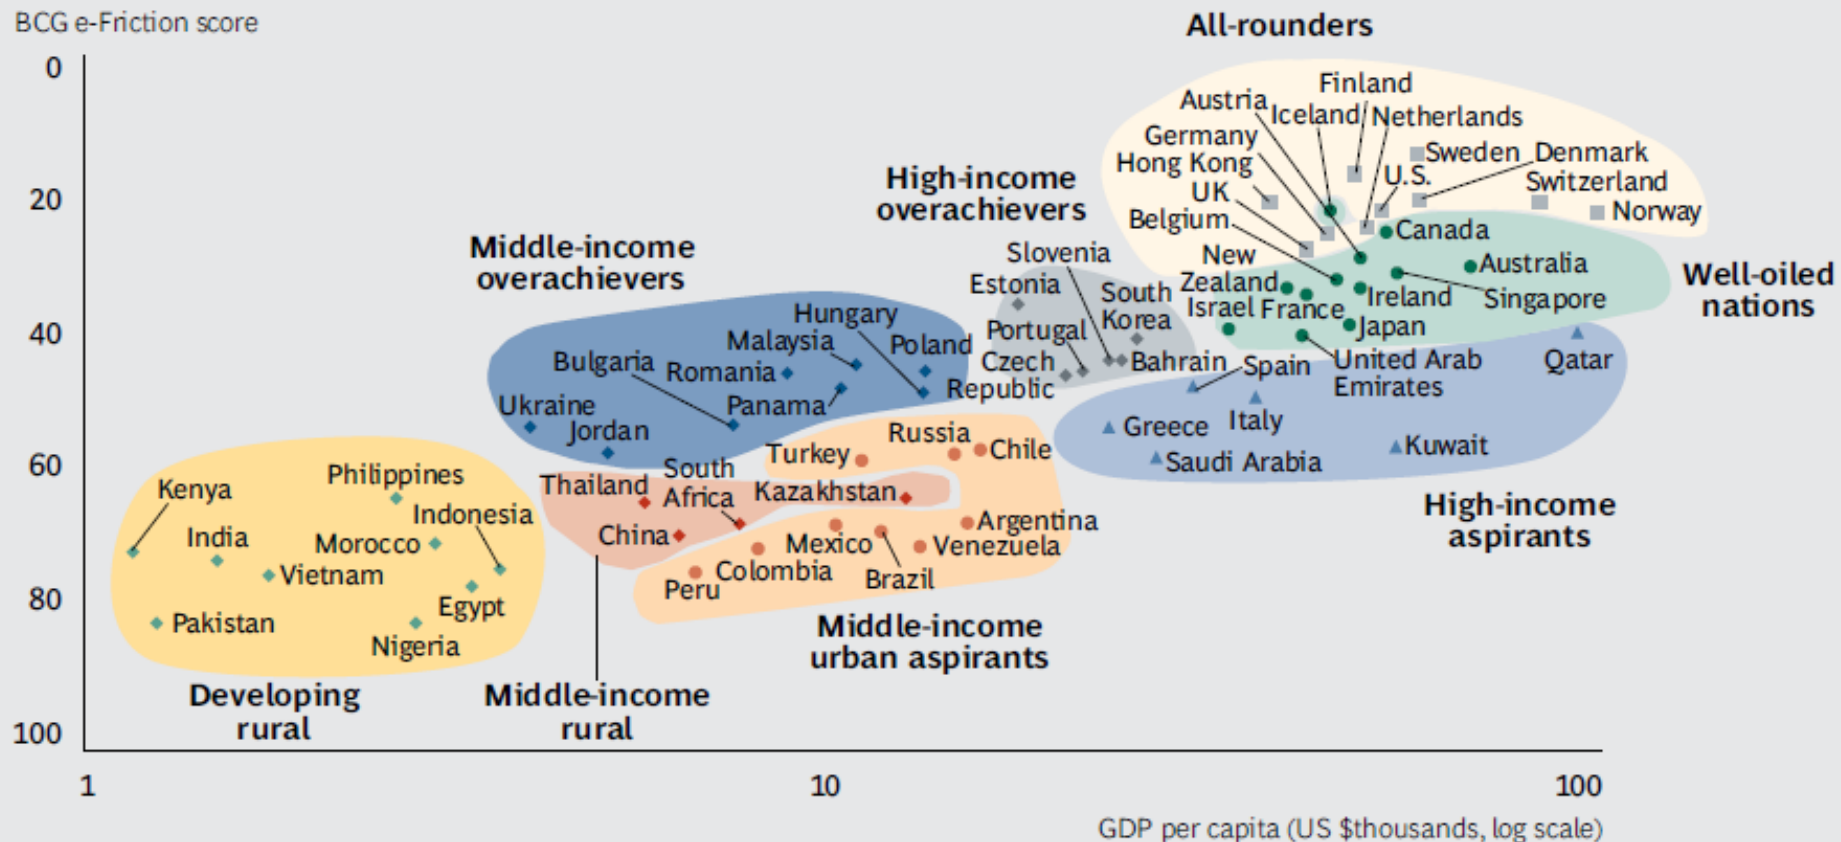 BCG e-Friction score
All-rounders
0
Finland
Austria
Iceland
Netherlands
Germany
Sweden
Denmark
Hong Kong
U.S.
Switzerland
High-income
overachievers
20
UK
Norway
Belgium
Canada
Middle-income
overachievers
Slovenia
New
Zealand
Australia
Well-oiled
nations
Estonia
South
Korea
Israel
France
Ireland
Singapore
Hungary
40
Malaysia
Poland
Portugal
Japan
Bulgaria
Romania
Czech
Republic
Bahrain
Spain
United Arab
Emirates
Qatar
Ukraine
Panama
Jordan
Russia
Greece
Italy
Turkey
Chile
Kuwait
60
South
Africa
Saudi Arabia
Philippines
Thailand
Kazakhstan
Kenya
High-income
aspirants
Indonesia
India
Morocco
China
Mexico
Argentina
Venezuela
Vietnam
Colombia
Brazil
Peru
80
Egypt
Pakistan
Nigeria
Middle-income
urban aspirants
Developing
rural
Middle-income
rural
100
1
10
100
GDP per capita (US $thousands, log scale)